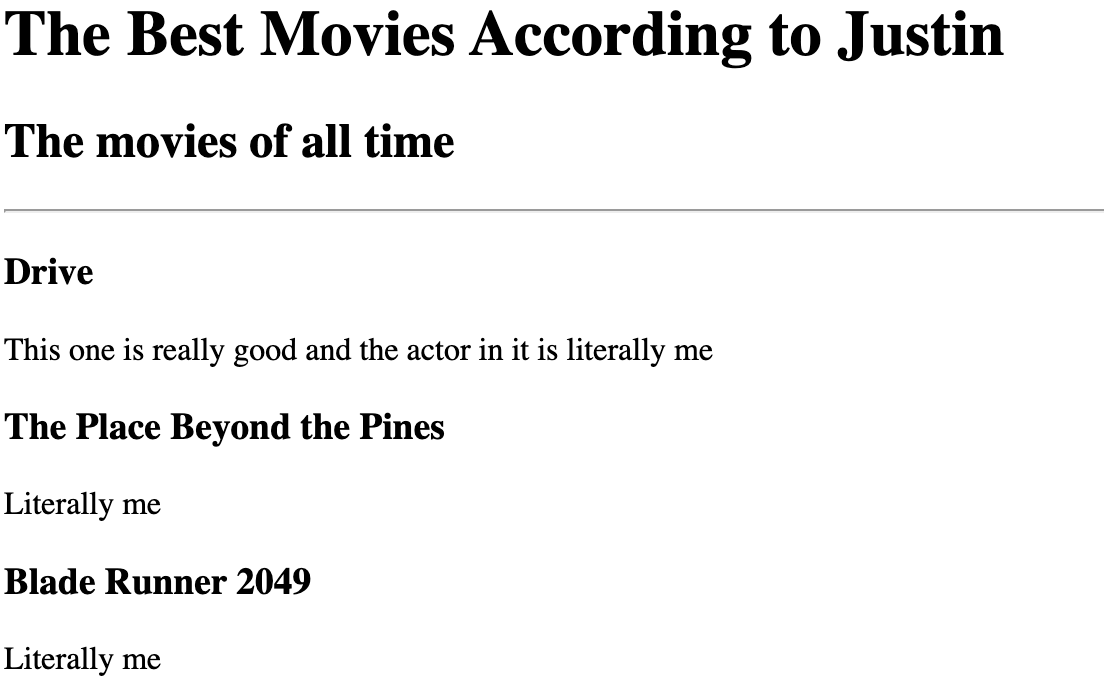 The Best Movies According to Justin
The movies of all time
Drive
This one is really good and the actor in it is literally me
The Place Beyond the Pines
Literally me
Blade Runner 2049
Literally me